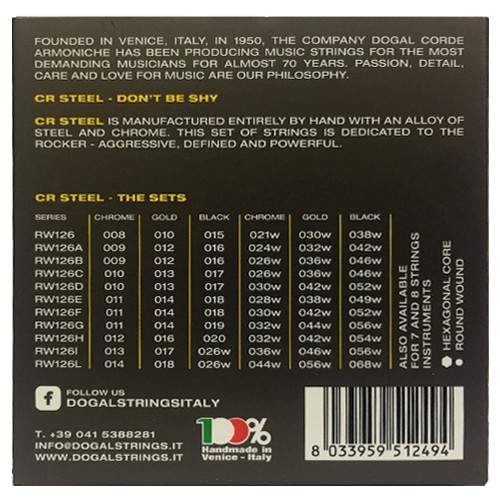 FOUNDED IN VENICE, ITALY, IN 1950, THE COMPANY DOGAL CORDE
ARMONICHE HAS BEEN PRODUCING MUSIC STRINGS FOR THE MOST
DEMANDING MUSICIANS FOR ALMOST 70 YEARS. PASSION, DETAIL,
CARE AND LOVE FOR MUSIC ARE OUR PHILOSOPHY.
CR STEEL - DON'T BE SHY
CR STEEL IS MANUFACTURED ENTIRELY BY HAND WITH AN ALLOY OF
STEEL AND CHROME. THIS SET OF STRINGS IS DEDICATED TO THE
ROCKER - AGGRESSIVE, DEFINED AND POWERFUL.
CR STEEL - THE SETS
SERIES CHROME GOLD BLACK CHROME GOLD BLACK
RW126 008 010 015 021w 030w 038w
RW126A 009 012 016 024w 032w 042w
RW126B 009 012 016 026w 036w 046w
RW126C 010 013 017 026w 036w 046w
RW126D 010 013 017 030w 042w 052w
RW126E 011 014 018 028w 038w 049w
RW126F 011 014 018 030w 042w 052w
RW126G 011 014 019 032w 044w 056w
RW126H 012 016 020 032w 042w 054w
RW126I 013 017 026w 036w 046w 056w
RW126L 014 018 026w 044w 056w 068w
ALSO AVAILABLE
FOR 7 AND 8 STRINGS
INSTRUMENTS
HEXAGONAL CORE
ROUND WOUND
f FOLLOW US
DOGALSTRINGSITALY
T. +39 041 5388281
INFO@DOGALSTRINGS.IT
WWW.DOGALSTRINGS.IT
100%
Handmade in
Venice - Italy
8 033959 512494